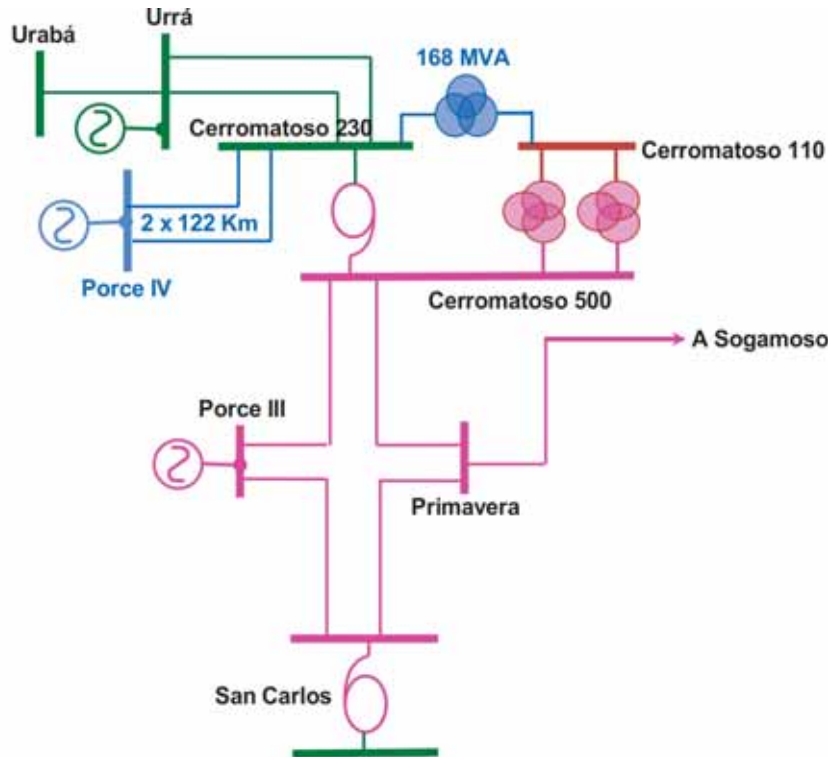 Urrá
Urabá
168 MVA
Cerromatoso 230
Cerromatoso 110
2 x 122 Km
Porce IV
Cerromatoso 500
A Sogamoso
Porce III
Primavera
San Carlos